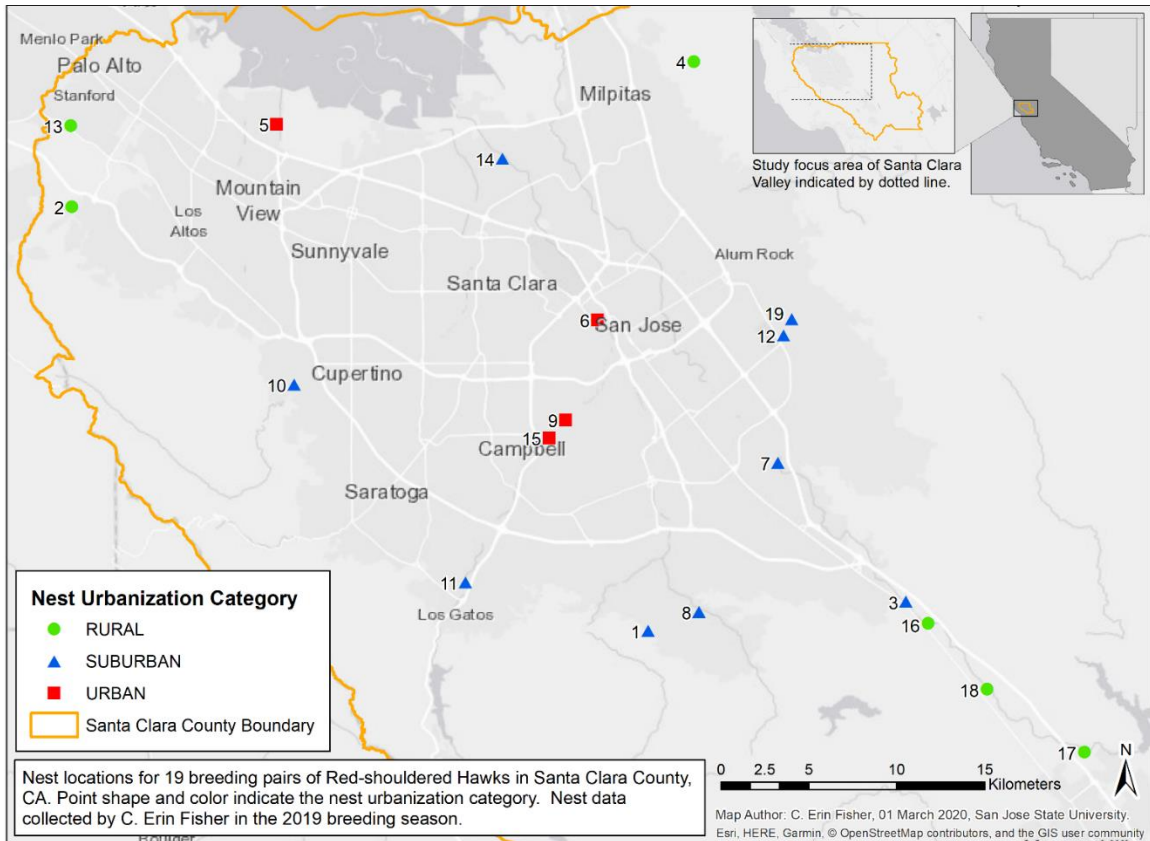 Menlo Park
Palo Alto
Stanford
13
2
5
Mountain
View
Los
Altos
Sunnyvale
14
4
Milpitas
Santa Clara
6
San Jose
Alum Rock
19
12
10
Cupertino
9
15
Campbell
Saratoga
7
11
Los Gatos
8
1
3
16
18
17
Study focus area of Santa Clara
Valley indicated by dotted line.
Nest Urbanization Category
RURAL
SUBURBAN
URBAN
Santa Clara County Boundary
Nest locations for 19 breeding pairs of Red-shouldered Hawks in Santa Clara County,
CA. Point shape and color indicate the nest urbanization category. Nest data
collected by C. Erin Fisher in the 2019 breeding season.
0 2.5 5 10 15
Kilometers
N
Map Author: C. Erin Fisher, 01 March 2020, San Jose State University.
Esri, HERE, Garmin, © OpenStreetMap contributors, and the GIS user community